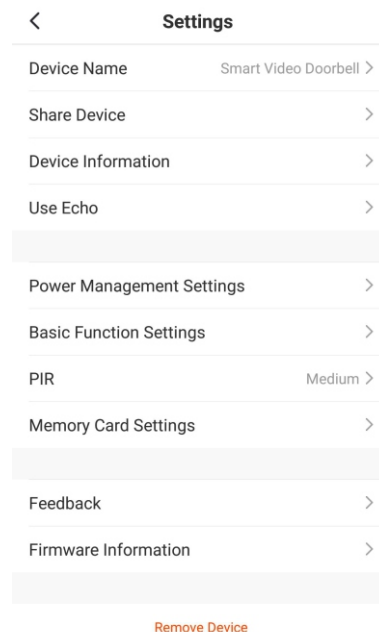 Settings
Device Name Smart Video Doorbell
Share Device
Device Information
Use Echo
Power Management Settings
Basic Function Settings
PIR Medium
Memory Card Settings
Feedback
Firmware Information
Remove Device